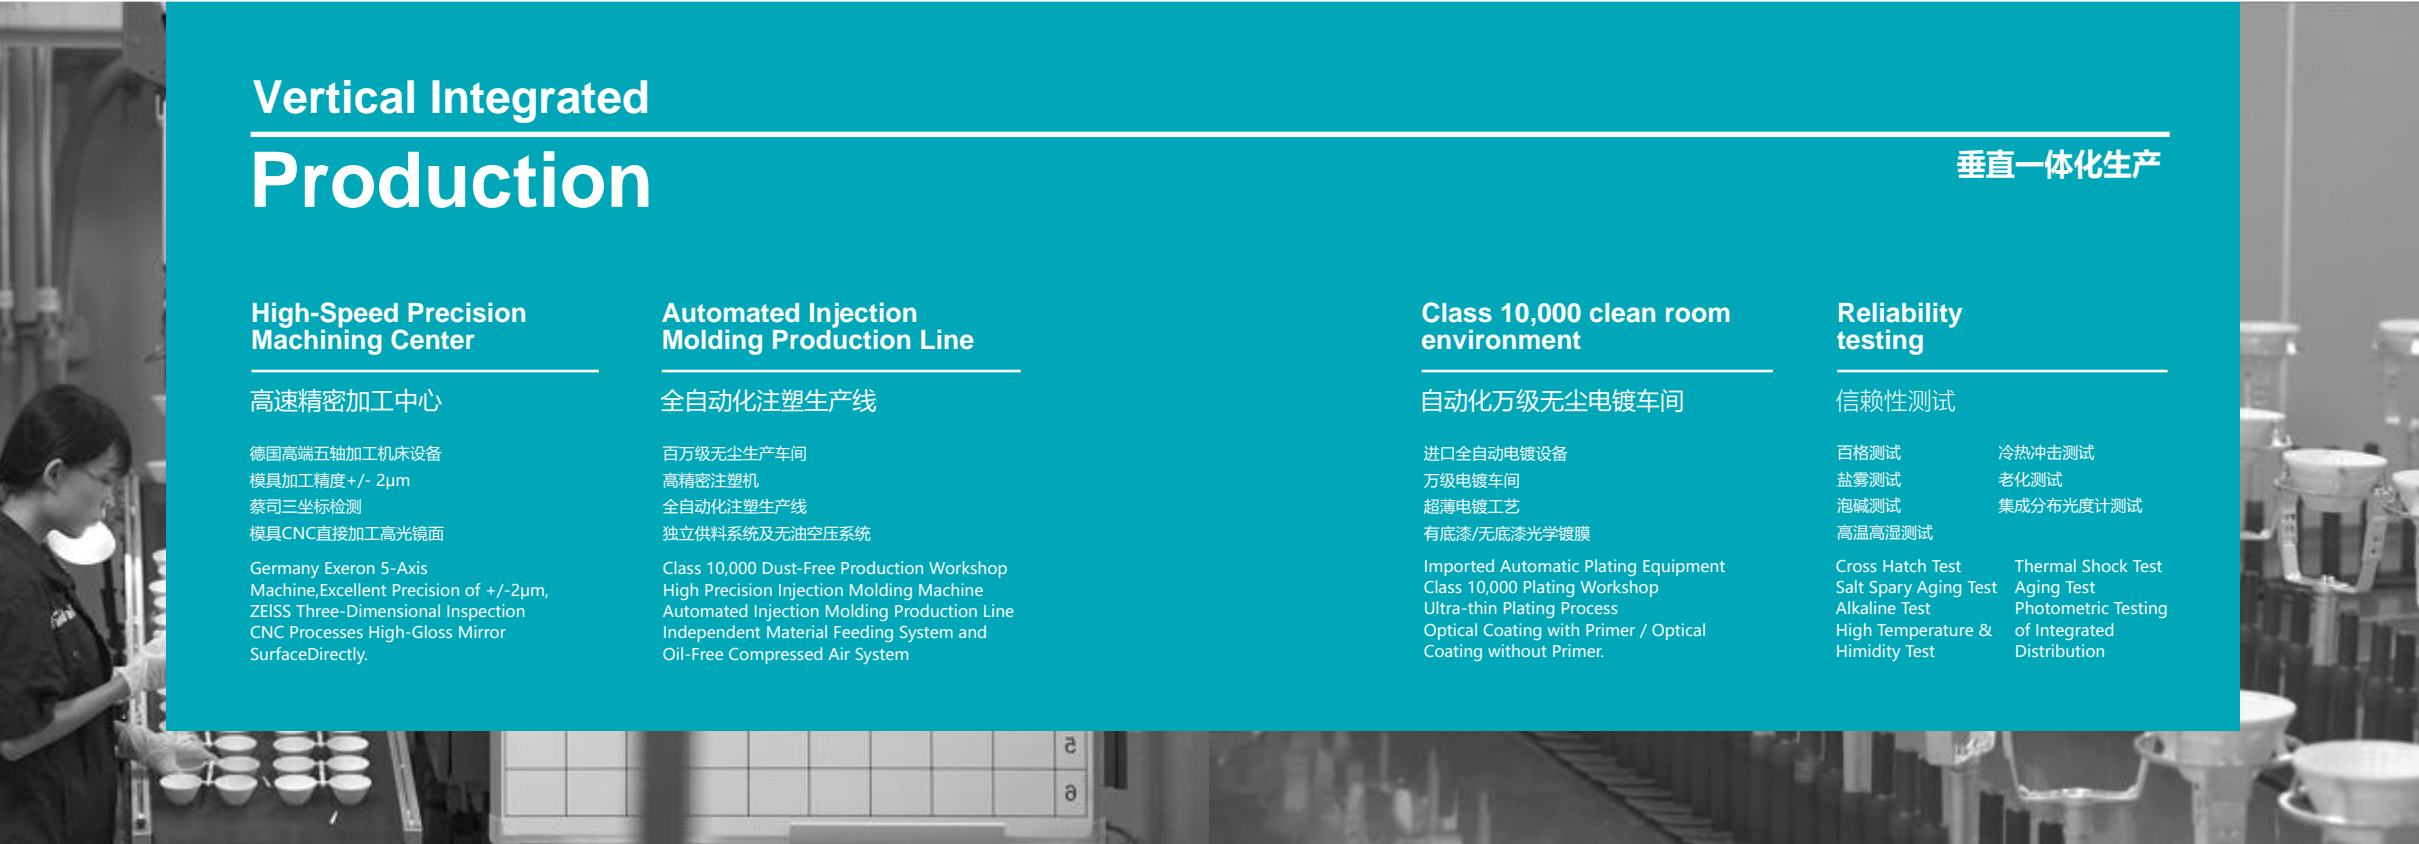 Vertical Integrated
Production
垂直一体化生产
High-Speed Precision
Machining Center
高速精密加工中心
德国高端五轴加工机床设备
模具加工精度+/- 2μm
蔡司三坐标检测
模具CNC直接加工高光镜面
Germany Exeron 5-Axis
Machine,Excellent Precision of +/-2μm,
ZEISS Three-Dimensional Inspection
CNC Processes High-Gloss Mirror
SurfaceDirectly.
Automated Injection
Molding Production Line
全自动化注塑生产线
百万级无尘生产车间
高精密注塑机
全自动化注塑生产线
独立供料系统及无油空压系统
Class 10,000 Dust-Free Production Workshop
High Precision Injection Molding Machine
Automated Injection Molding Production Line
Independent Material Feeding System and
Oil-Free Compressed Air System
Class 10,000 clean room
environment
自动化万级无尘电镀车间
进口全自动电镀设备
万级电镀车间
超薄电镀工艺
有底漆/无底漆光学镀膜
Imported Automatic Plating Equipment
Class 10,000 Plating Workshop
Ultra-thin Plating Process
Optical Coating with Primer / Optical
Coating without Primer.
Reliability
testing
信赖性测试
百格测试
盐雾测试
泡碱测试
高温高湿测试
冷热冲击测试
老化测试
集成分布光度计测试
Cross Hatch Test
Salt Spary Aging Test
Alkaline Test
High Temperature &
Himidity Test
Thermal Shock Test
Aging Test
Photometric Testing
of Integrated
Distribution
5
6